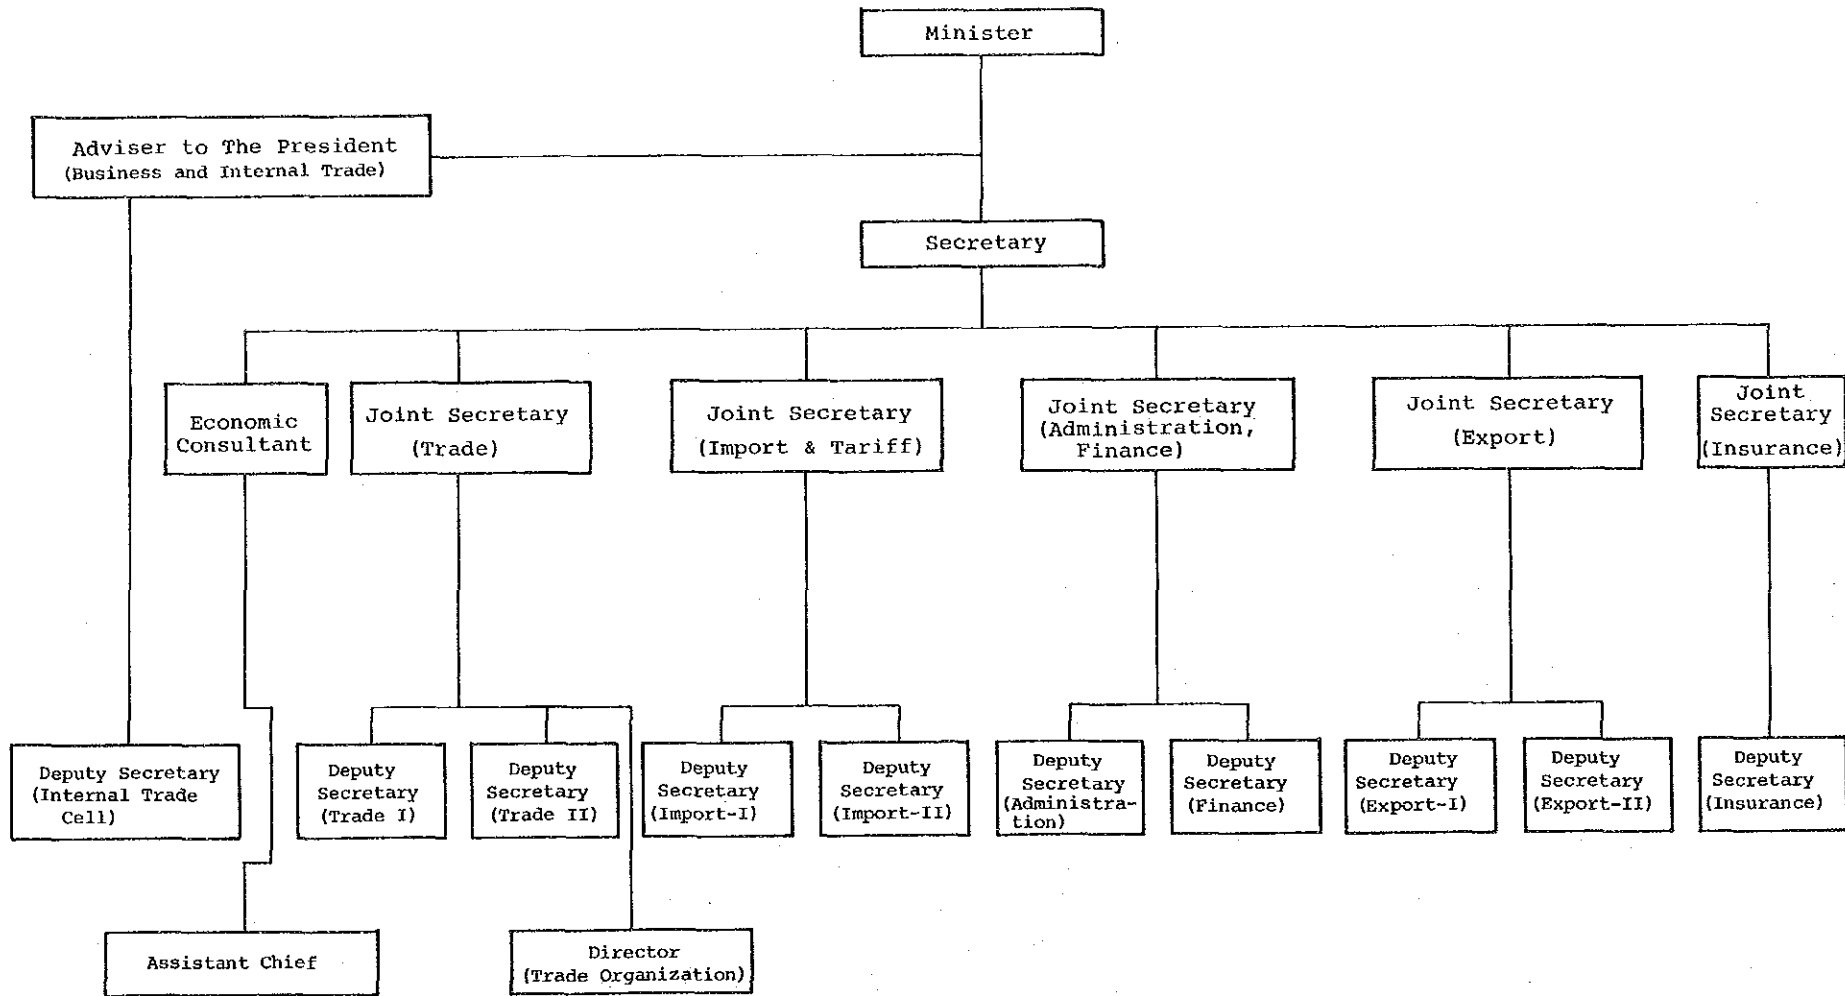 Minister
Adviser to The President
(Business and Internal Trade)
Secretary
Economic
Consultant
Joint Secretary
(Trade)
Joint Secretary
(Import & Tariff)
Joint Secretary
(Administration,
Finance)
Joint Secretary
(Export)
Joint
Secretary
(Insurance)
Deputy Secretary
(Internal Trade
Cell)
Deputy
Secretary
(Trade I)
Deputy
Secretary
(Trade II)
Deputy
Secretary
(Import-I)
Deputy
Secretary
(Import-II)
Deputy
Secretary
(Administra-
tion)
Deputy
Secretary
(Finance)
Deputy
Secretary
(Export-I)
Deputy
Secretary
(Export-II)
Deputy
Secretary
(Insurance)
Assistant Chief
Director
(Trade Organization)